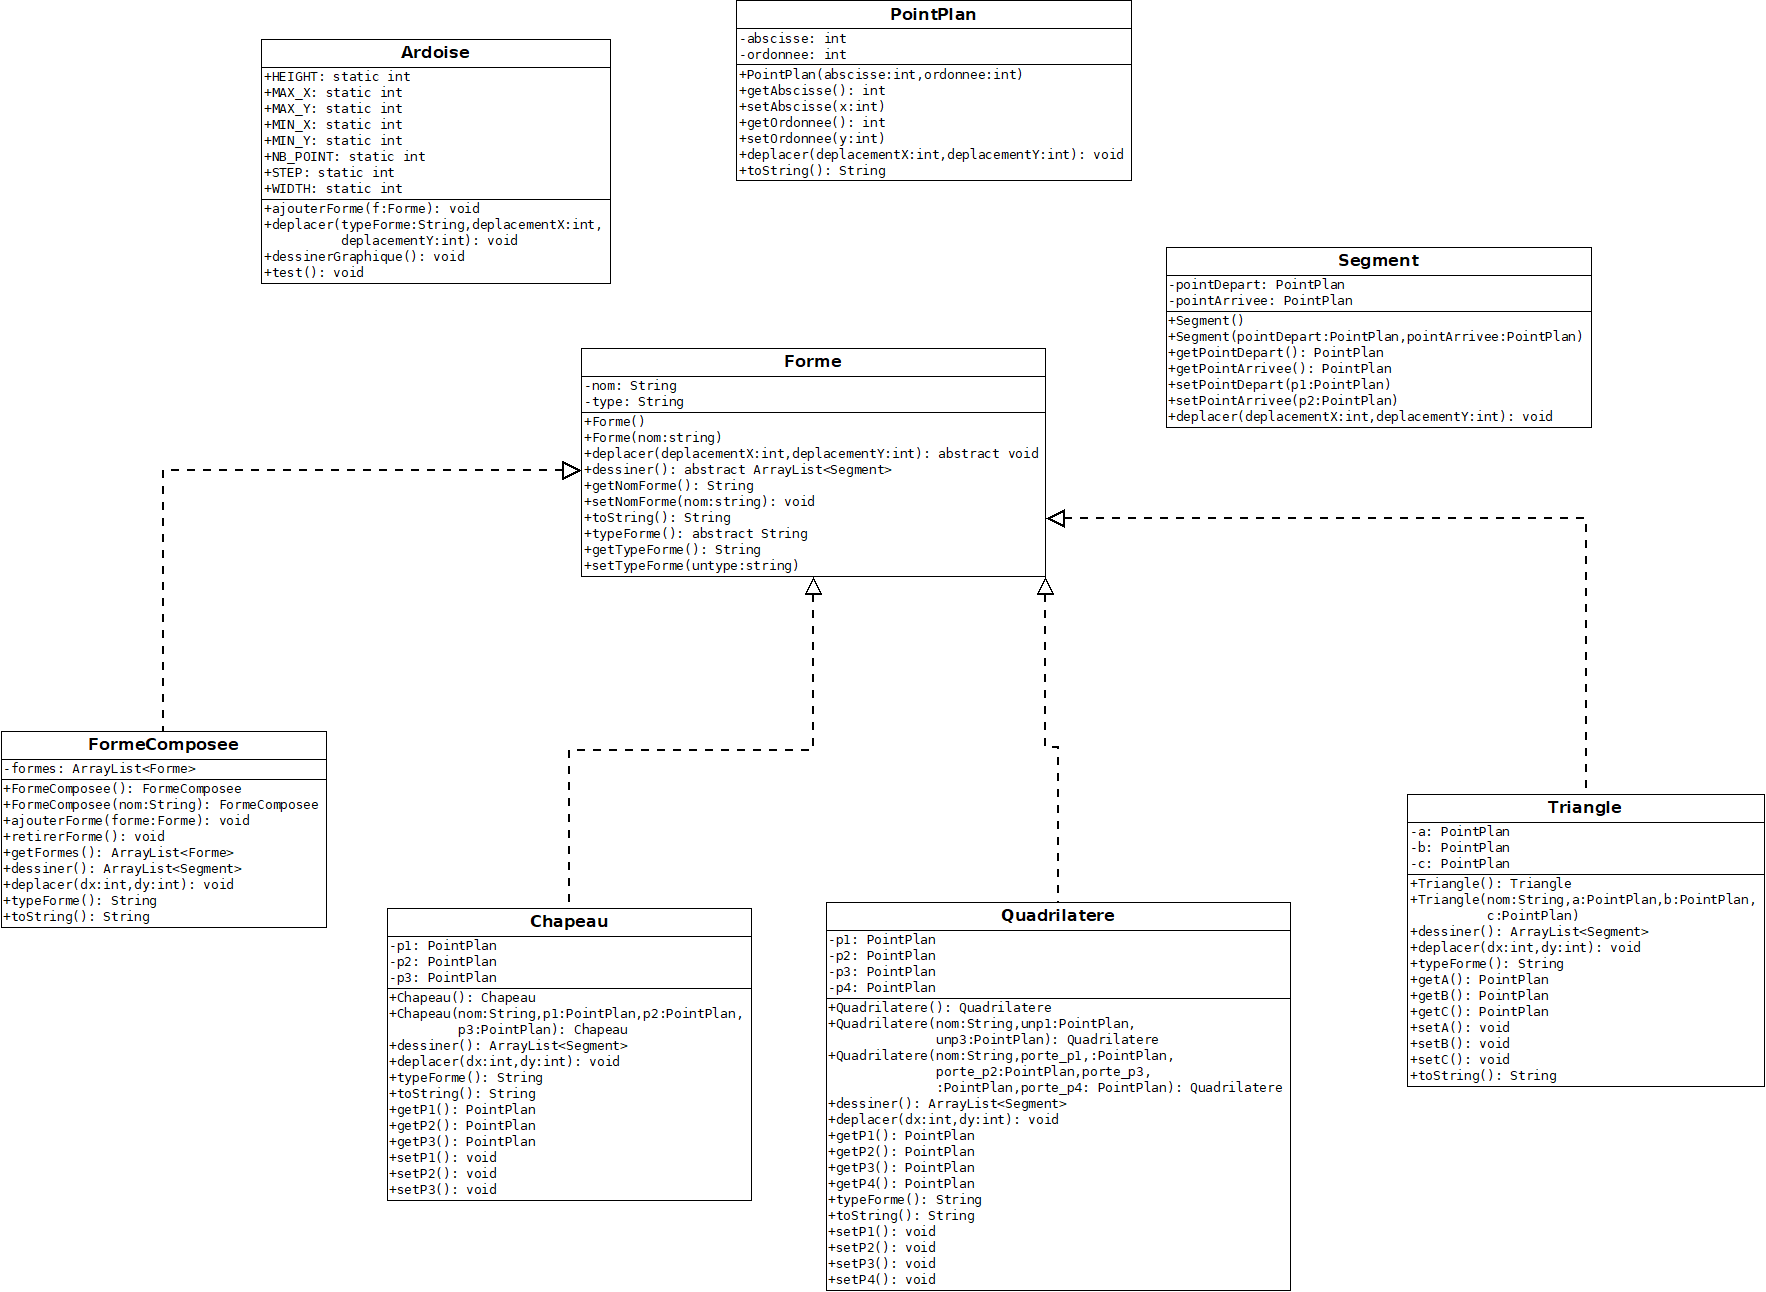 PointPlan
-abscisse: int
-ordonnee: int
+PointPlan(abscisse:int,ordonnee:int)
+getAbscisse(): int
+setAbscisse(x:int)
+getOrdonnee(): int
+setOrdonnee(y:int)
+deplacer(deplacementX:int,deplacementY:int): void
+toString(): String
Ardoise
+HEIGHT: static int
+MAX_X: static int
+MAX_Y: static int
+MIN_X: static int
+MIN_Y: static int
+NB_POINT: static int
+STEP: static int
+WIDTH: static int
+ajouterForme(f:Forme): void
+deplacer(typeForme:String,deplacementX:int,
deplacementY:int): void
+dessinerGraphique(): void
+test(): void
Segment
-pointDepart: PointPlan
-pointArrivee: PointPlan
+Segment()
+Segment(pointDepart:PointPlan,pointArrivee:PointPlan)
+getPointDepart(): PointPlan
+getPointArrivee(): PointPlan
+setPointDepart(p1:PointPlan)
+setPointArrivee(p2:PointPlan)
+deplacer(deplacementX:int,deplacementY:int): void
Forme
-nom: String
-type: String
+Forme()
+Forme(nom:string)
+deplacer(deplacementX:int,deplacementY:int): abstract void
+dessiner(): abstract ArrayList<Segment>
+getNomForme(): String
+setNomForme(nom:string): void
+toString(): String
+typeForme(): abstract String
+getTypeForme(): String
+setTypeForme(untype:string)
FormeComposee
-formes: ArrayList<Forme>
+FormeComposee(): FormeComposee
+FormeComposee(nom:String): FormeComposee
+ajouterForme(forme:Forme): void
+retirerForme(): void
+getFormes(): ArrayList<Forme>
+dessiner(): ArrayList<Segment>
+deplacer(dx:int,dy:int): void
+typeForme(): String
+toString(): String
Chapeau
-p1: PointPlan
-p2: PointPlan
-p3: PointPlan
+Chapeau(): Chapeau
+Chapeau(nom:String,p1:PointPlan,p2:PointPlan,
p3:PointPlan): Chapeau
+dessiner(): ArrayList<Segment>
+deplacer(dx:int,dy:int): void
+typeForme(): String
+toString(): String
+getP1(): PointPlan
+getP2(): PointPlan
+getP3(): PointPlan
+setP1(): void
+setP2(): void
+setP3(): void
Quadrilatere
-p1: PointPlan
-p2: PointPlan
-p3: PointPlan
-p4: PointPlan
+Quadrilatere(): Quadrilatere
+Quadrilatere(nom:String,unp1:PointPlan,
unp3:PointPlan): Quadrilatere
+Quadrilatere(nom:String,porte_p1,:PointPlan,
porte_p2:PointPlan,porte_p3,
:PointPlan,porte_p4: PointPlan): Quadrilatere
+dessiner(): ArrayList<Segment>
+deplacer(dx:int,dy:int): void
+getP1(): PointPlan
+getP2(): PointPlan
+getP3(): PointPlan
+getP4(): PointPlan
+typeForme(): String
+toString(): String
+setP1(): void
+setP2(): void
+setP3(): void
+setP4(): void
Triangle
-a: PointPlan
-b: PointPlan
-c: PointPlan
+Triangle(): Triangle
+Triangle(nom:String,a:PointPlan,b:PointPlan,
c:PointPlan)
+dessiner(): ArrayList<Segment>
+deplacer(dx:int,dy:int): void
+typeForme(): String
+getA(): PointPlan
+getB(): PointPlan
+getC(): PointPlan
+setA(): void
+setB(): void
+setC(): void
+toString(): String